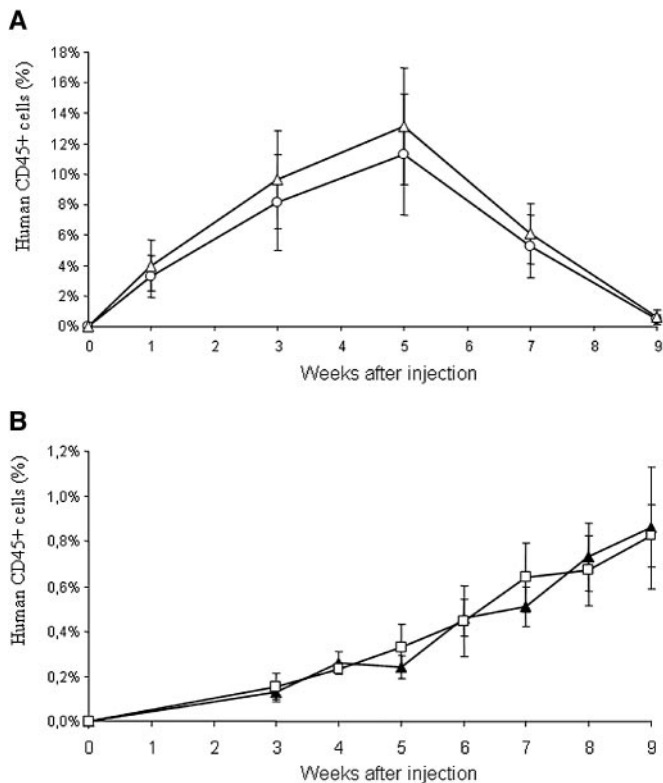 A
Human CD45+ cells (%)
18%
16%
14%
12%
10%
8%
6%
4%
2%
0%
0 1 2 3 4 5 6 7 8 9
Weeks after injection
B
Human CD45+ cells (%)
1,2%
1,0%
0,8%
0,6%
0,4%
0,2%
0,0%
0 1 2 3 4 5 6 7 8 9
Weeks after injection